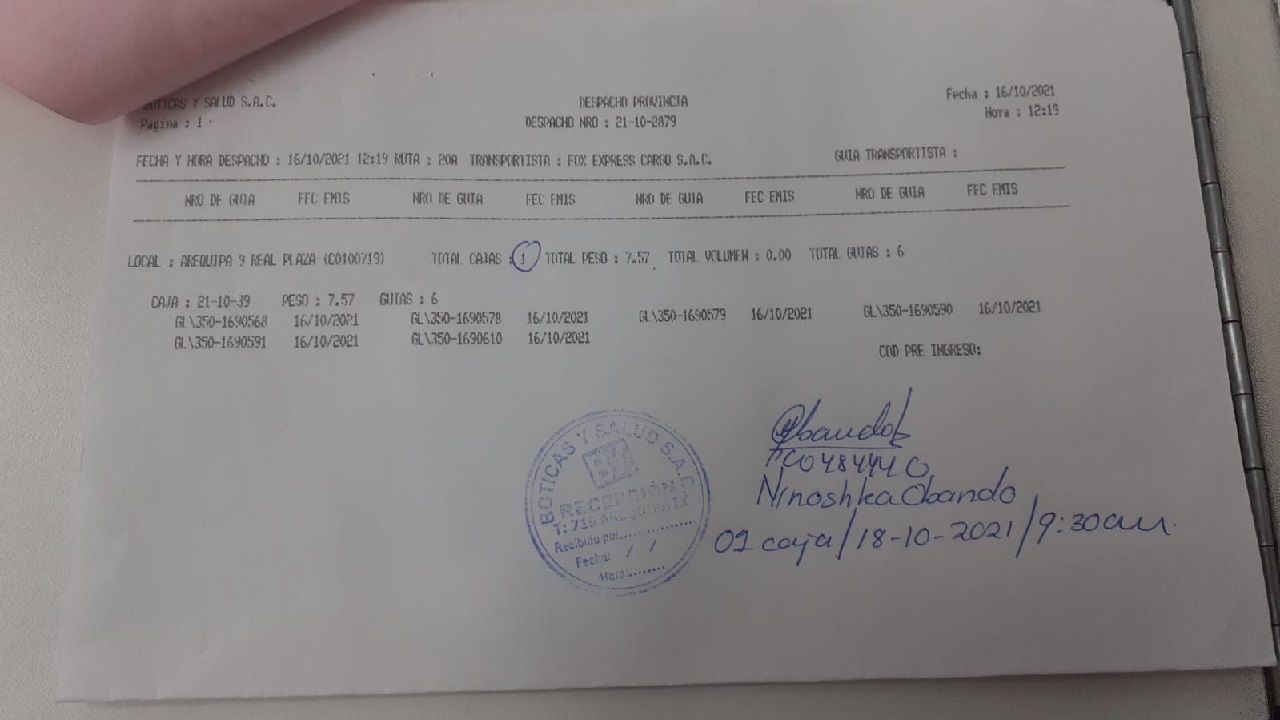 BOTICAS Y SALUD S.A.C. DESPACHO PROVINCIA Fecha : 16/10/2021
Pagina : 1 DESPACHO NRO : 21-10-2879 Hora : 12:19
FECHA Y HORA DESPACHO : 16/10/2021 12:19 RUTA : 20A TRANSPORTISTA : FOX EXPRESS CARGO S.A.C. GUIA TRANSPORTISTA :
NRO DE GUIA FEC EMIS NRO DE GUIA FEC EMIS NRO DE GUIA FEC EMIS NRO DE GUIA FEC EMIS
LOCAL : AREQUIPA 9 REAL PLAZA (C0100719) TOTAL CAJAS : 1 TOTAL PESO : 7.57 TOTAL VOLUMEN : 0.00 TOTAL GUIAS : 6
CAJA : 21-10-39 PESO : 7.57 GUIAS : 6
GL\350-1690568 16/10/2021 GL\350-1690578 16/10/2021 GL\350-1690579 16/10/2021 GL\350-1690590 16/10/2021
GL\350-1690591 16/10/2021 GL\350-1690610 16/10/2021
COD PRE INGRESO:
BOTICAS Y SALUD S.A.C.
RECEPCIÓN
T: 719
Recibido por:
Fecha: / /
Hora:
Ninoshka Obando
01 caja/18-10-2021/9:30am.